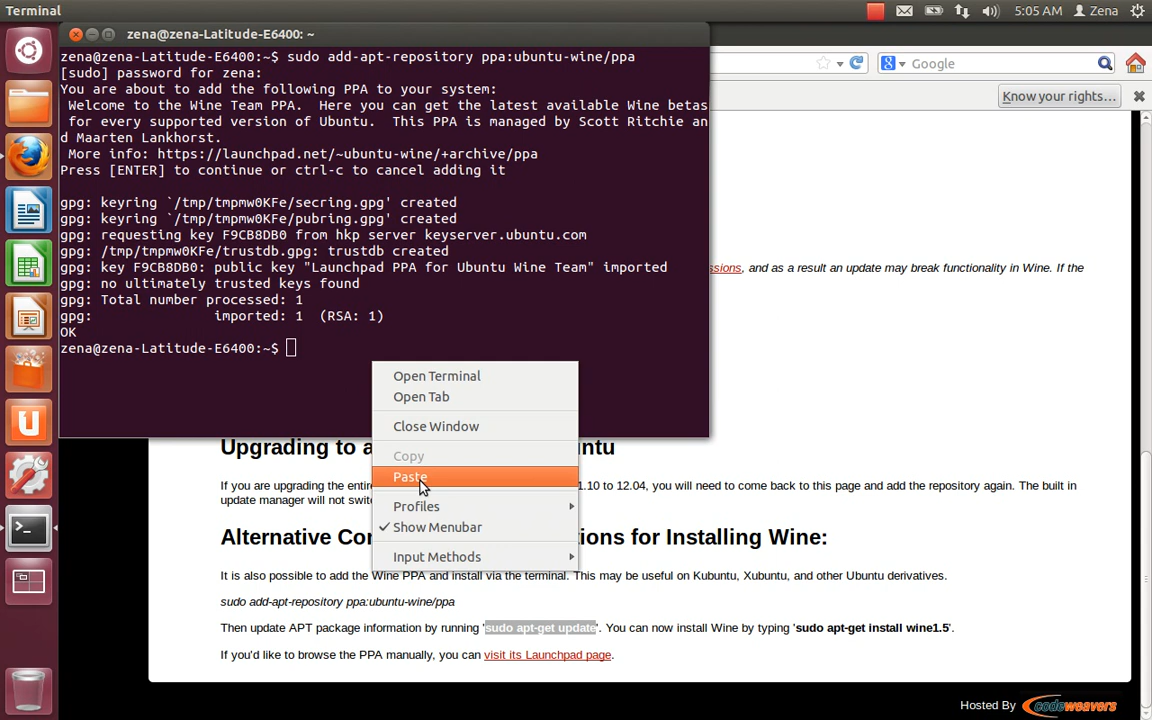 Terminal
5:05 AM
Zena
zena@zena-Latitude-E6400: ~
zena@zena-Latitude-E6400:~$ sudo add-apt-repository ppa:ubuntu-wine/ppa
[sudo] password for zena:
You are about to add the following PPA to your system:
Welcome to the Wine Team PPA.  Here you can get the latest available Wine betas
for every supported version of Ubuntu.  This PPA is managed by Scott Ritchie an
d Maarten Lankhorst.
More info: https://launchpad.net/~ubuntu-wine/+archive/ppa
Press [ENTER] to continue or ctrl-c to cancel adding it
gpg: keyring `/tmp/tmpmw0KFe/secring.gpg' created
gpg: keyring `/tmp/tmpmw0KFe/pubring.gpg' created
gpg: requesting key F9CB8DB0 from hkp server keyserver.ubuntu.com
gpg: /tmp/tmpmw0KFe/trustdb.gpg: trustdb created
gpg: key F9CB8DB0: public key "Launchpad PPA for Ubuntu Wine Team" imported
gpg: no ultimately trusted keys found
gpg: Total number processed: 1
gpg:               imported: 1  (RSA: 1)
OK
zena@zena-Latitude-E6400:~$
Google
Know your rights…
ssions, and as a result an update may break functionality in Wine. If the
Open Terminal
Open Tab
Close Window
Copy
Paste
Profiles
Show Menubar
Input Methods
Upgrading to a untu
If you are upgrading the entire 1.10 to 12.04, you will need to come back to this page and add the repository again. The built in
update manager will not swit
Alternative Co ions for Installing Wine:
It is also possible to add the Wine PPA and install via the terminal. This may be useful on Kubuntu, Xubuntu, and other Ubuntu derivatives.
sudo add-apt-repository ppa:ubuntu-wine/ppa
Then update APT package information by running 'sudo apt-get update'. You can now install Wine by typing 'sudo apt-get install wine1.5'.
If you'd like to browse the PPA manually, you can visit its Launchpad page.
Hosted By codeweavers